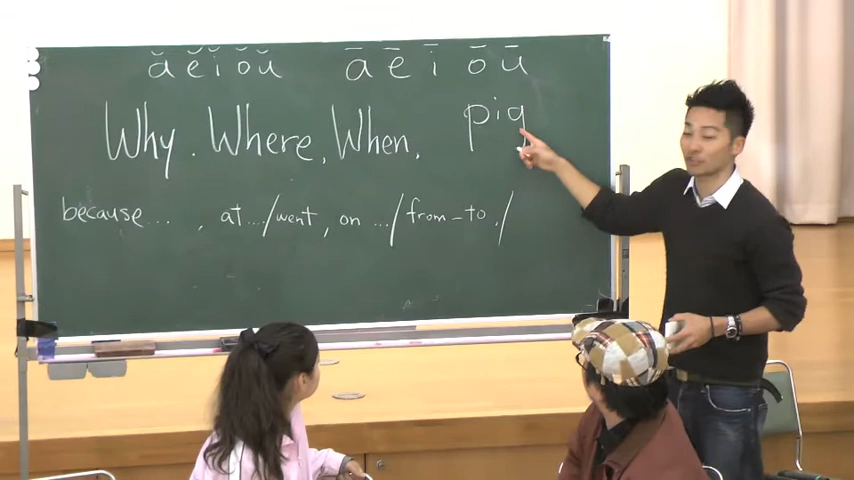 ă ĕ ĭ ŏ ŭ ā ē ī ō ū
Why. Where, When. pig
because... , at.../went, on .../from-to./